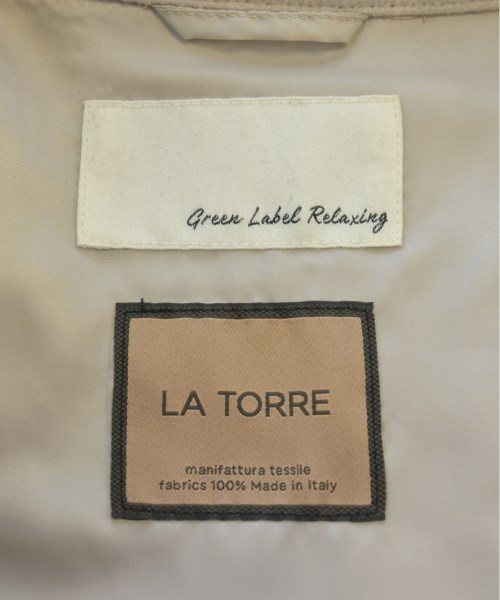 Green Label Relaxing
LA TORRE
manifattura tessile
fabrics 100% Made in Italy